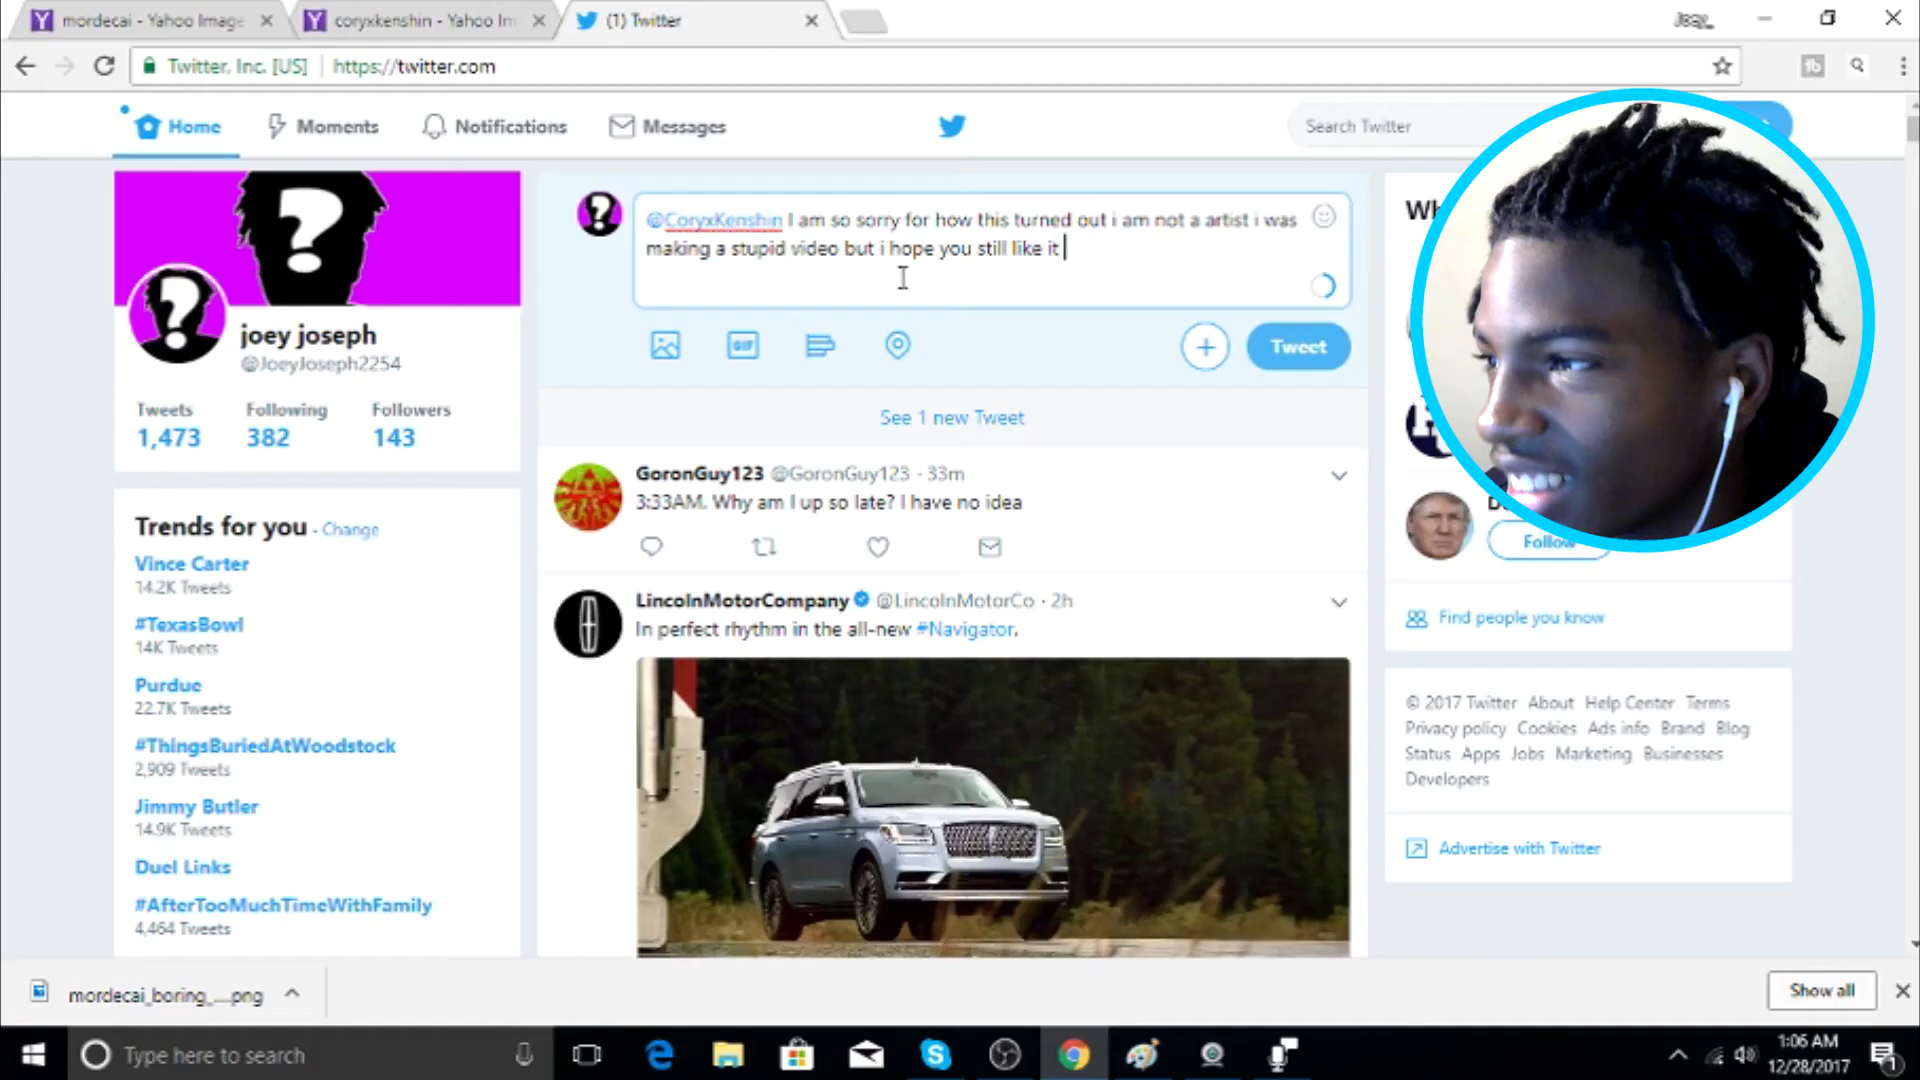 mordecai - Yahoo Image
coryxkenshin - Yahoo Im
(1) Twitter
Twitter, Inc. [US]
https://twitter.com
Home
Moments
Notifications
Messages
Search Twitter
@CoryxKenshin I am so sorry for how this turned out i am not a artist i was
making a stupid video but i hope you still like it
GIF
Tweet
joey joseph
@JoeyJoseph2254
Tweets Following Followers
1,473 382 143
See 1 new Tweet
GoronGuy123 @GoronGuy123 · 33m
3:33AM. Why am I up so late? I have no idea
LincolnMotorCompany @LincolnMotorCo · 2h
In perfect rhythm in the all-new #Navigator.
Trends for you · Change
Vince Carter
14.2K Tweets
#TexasBowl
14K Tweets
Purdue
22.7K Tweets
#ThingsBuriedAtWoodstock
2,909 Tweets
Jimmy Butler
14.9K Tweets
Duel Links
#AfterTooMuchTimeWithFamily
4,464 Tweets
Follow
Find people you know
© 2017 Twitter About Help Center Terms
Privacy policy Cookies Ads info Brand Blog
Status Apps Jobs Marketing Businesses
Developers
Advertise with Twitter
mordecai_boring_....png
Show all
Type here to search
1:06 AM
12/28/2017